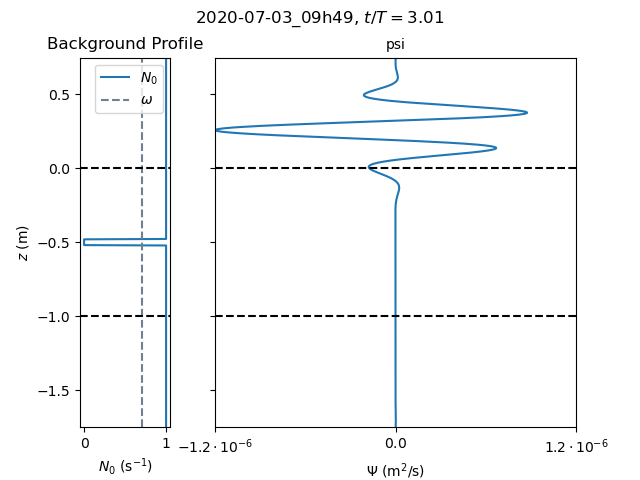 2020-07-03_09h49, t/T = 3.01
Background Profile
psi
N₀
ω
0.5
0.0
−0.5
−1.0
−1.5
z (m)
0 1
N₀ (s⁻¹)
−1.2 · 10⁻⁶ 0.0 1.2 · 10⁻⁶
Ψ (m²/s)